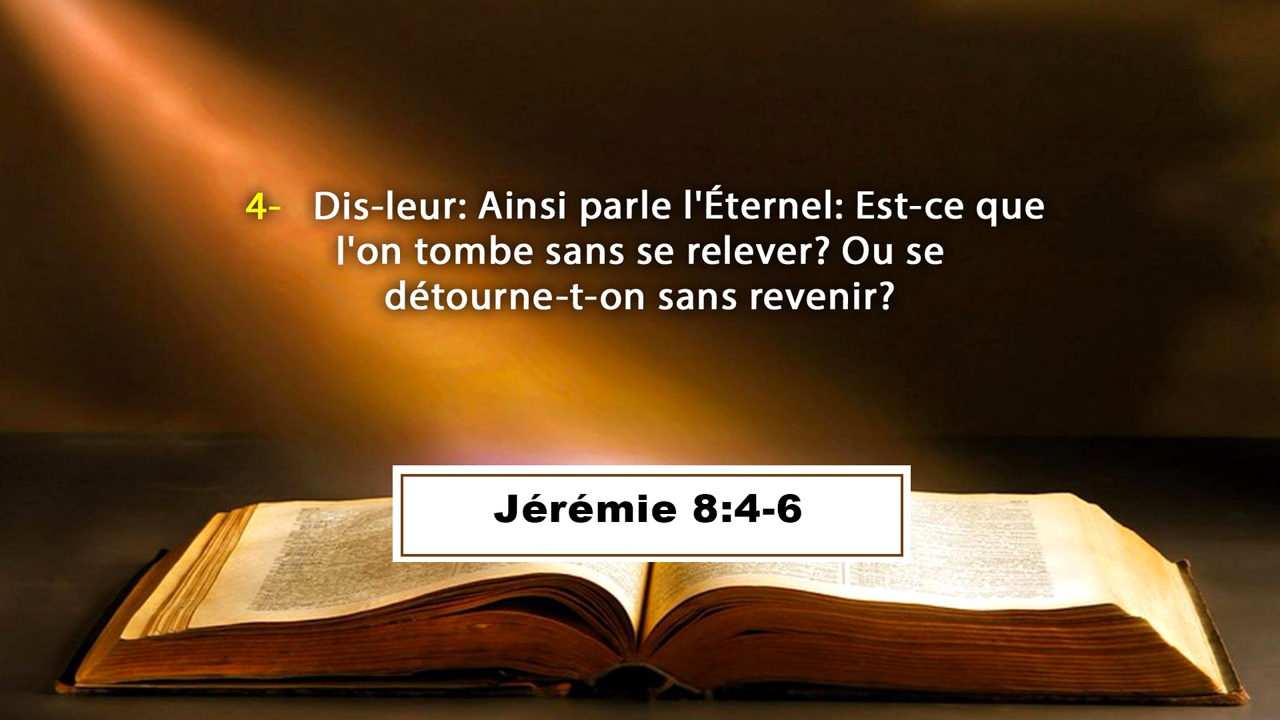 4- Dis-leur: Ainsi parle l'Éternel: Est-ce que
l'on tombe sans se relever? Ou se
détourne-t-on sans revenir?
Jérémie 8:4-6